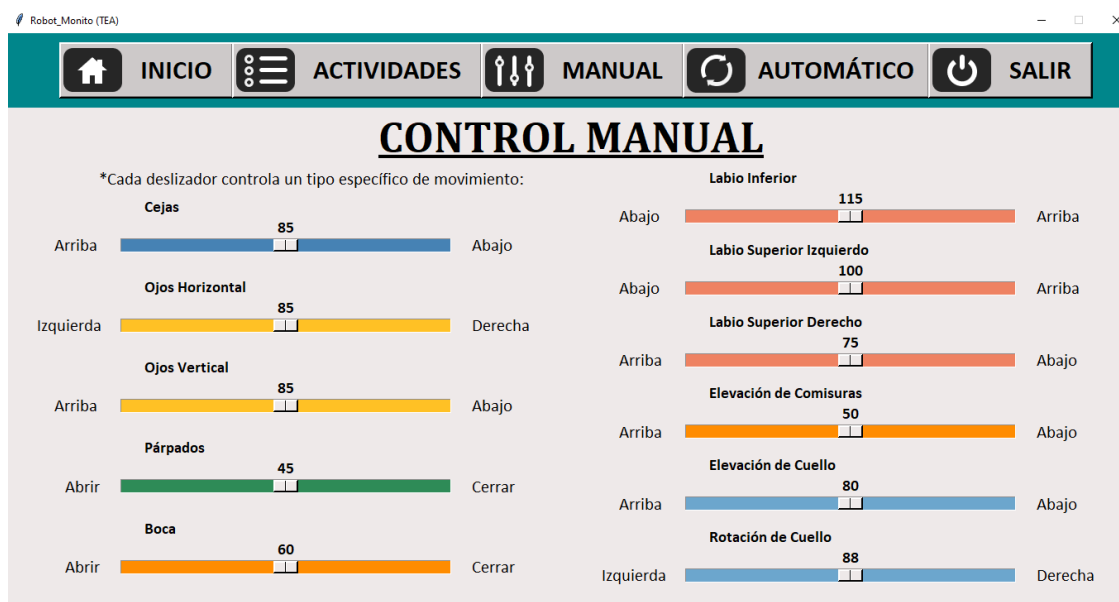 Robot_Monito (TEA)
INICIO ACTIVIDADES MANUAL AUTOMÁTICO SALIR
CONTROL MANUAL
*Cada deslizador controla un tipo específico de movimiento:
Cejas
85
Arriba Abajo
Ojos Horizontal
85
Izquierda Derecha
Ojos Vertical
85
Arriba Abajo
Párpados
45
Abrir Cerrar
Boca
60
Abrir Cerrar
Labio Inferior
115
Abajo Arriba
Labio Superior Izquierdo
100
Abajo Arriba
Labio Superior Derecho
75
Arriba Abajo
Elevación de Comisuras
50
Arriba Abajo
Elevación de Cuello
80
Arriba Abajo
Rotación de Cuello
88
Izquierda Derecha